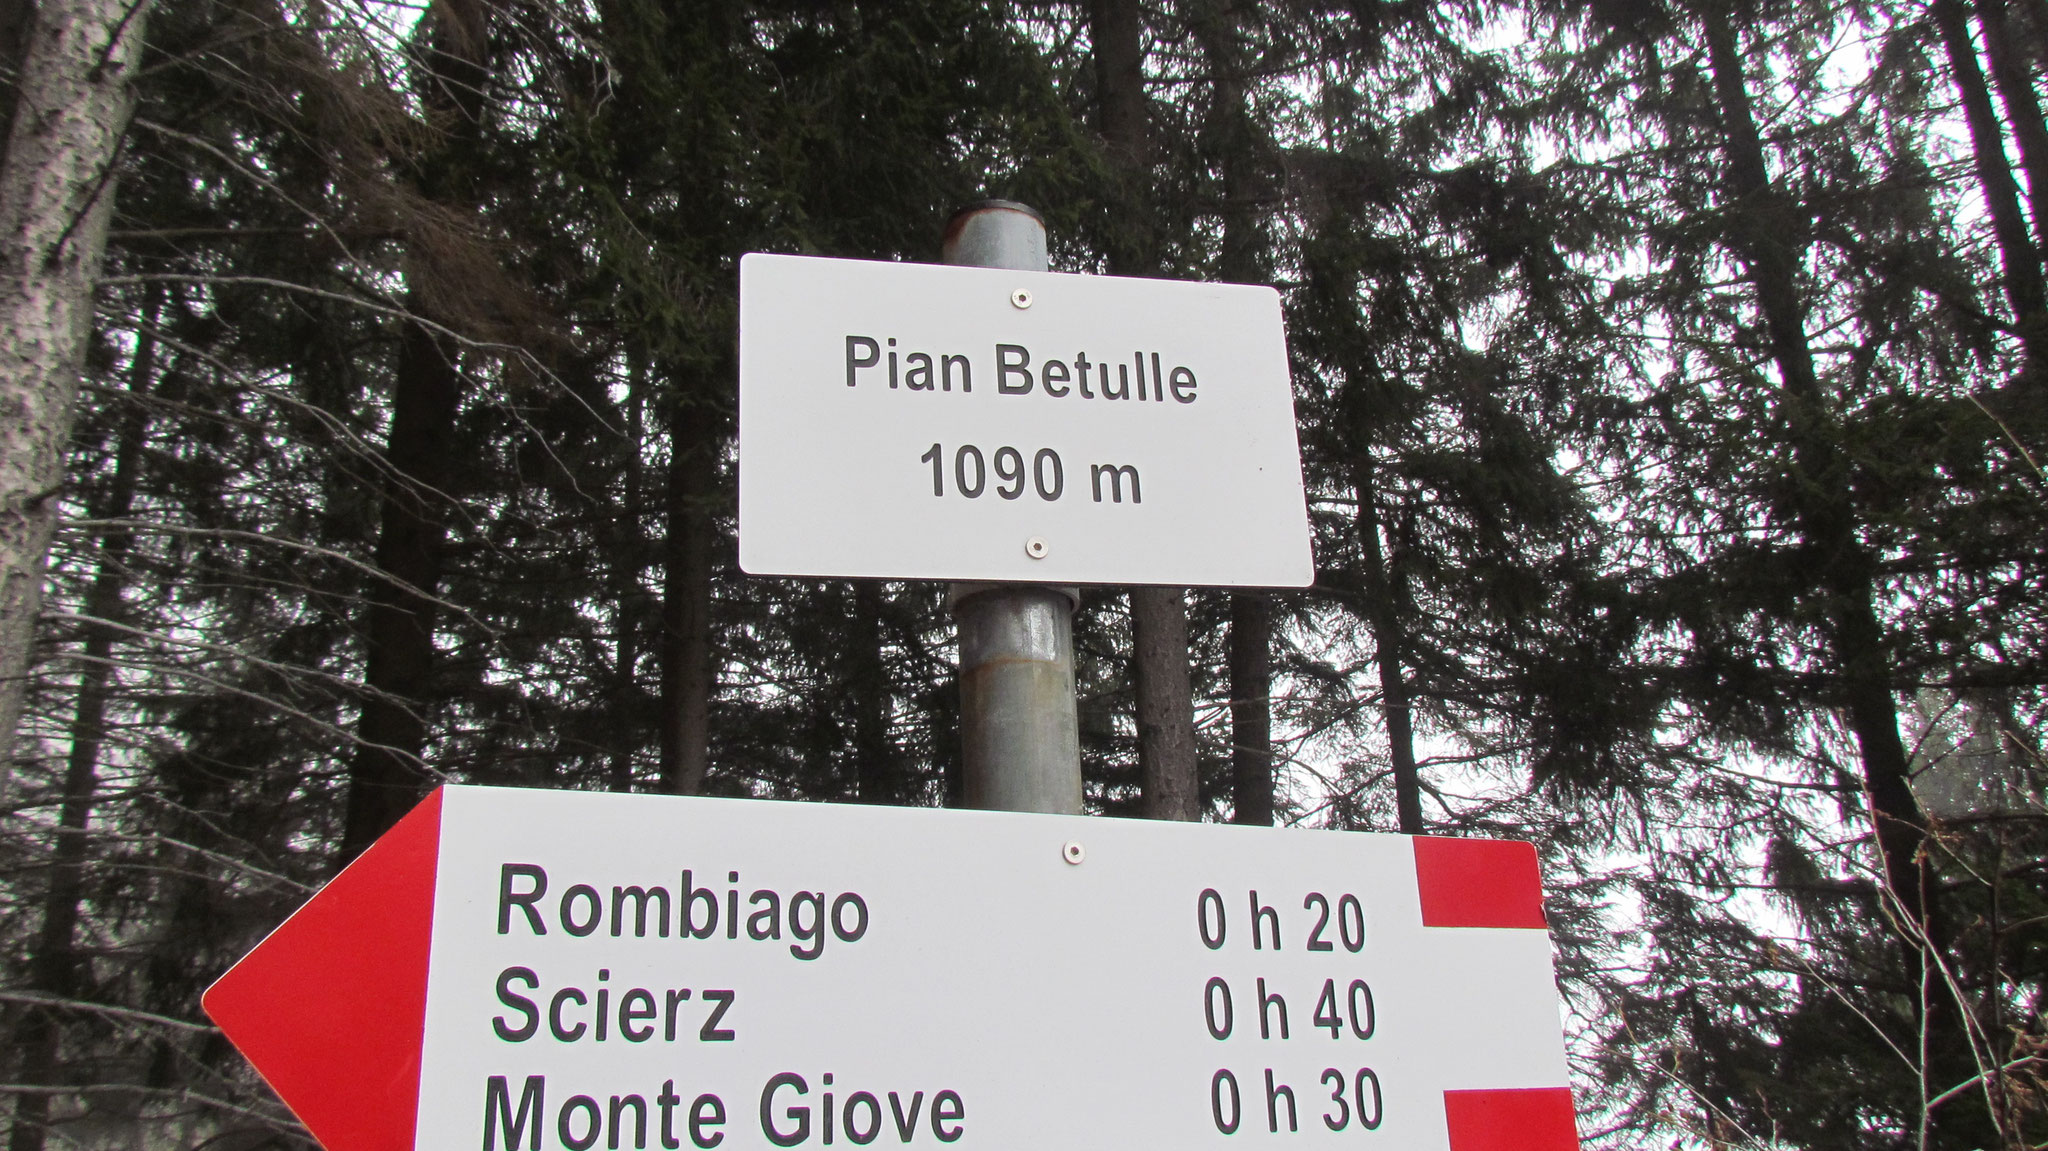 Pian Betulle
1090 m
Rombiago 0 h 20
Scierz 0 h 40
Monte Giove 0 h 30